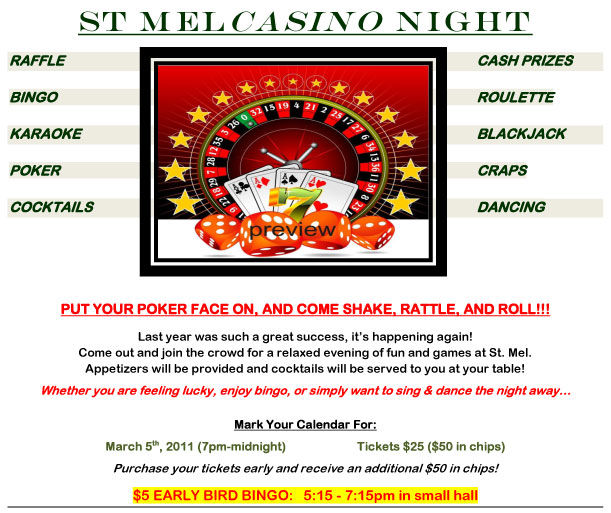 ST MEL CASINO NIGHT
RAFFLE
BINGO
KARAOKE
POKER
COCKTAILS
preview
7
CASH PRIZES
ROULETTE
BLACKJACK
CRAPS
DANCING
PUT YOUR POKER FACE ON, AND COME SHAKE, RATTLE, AND ROLL!!!
Last year was such a great success, it’s happening again!
Come out and join the crowd for a relaxed evening of fun and games at St. Mel.
Appetizers will be provided and cocktails will be served to you at your table!
Whether you are feeling lucky, enjoy bingo, or simply want to sing & dance the night away…
Mark Your Calendar For:
March 5th, 2011 (7pm-midnight) Tickets $25 ($50 in chips)
Purchase your tickets early and receive an additional $50 in chips!
$5 EARLY BIRD BINGO: 5:15 - 7:15pm in small hall